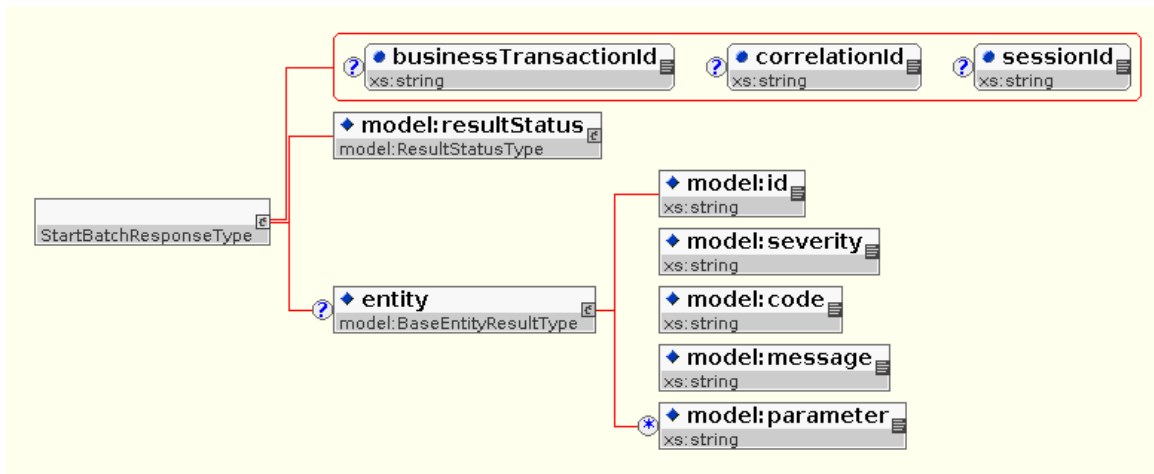 ? businessTransactionId ? correlationId ? sessionId
xs:string xs:string xs:string
model:resultStatus
model:ResultStatusType
model:id
xs:string
StartBatchResponseType
model:severity
xs:string
? entity
model:BaseEntityResultType
model:code
xs:string
model:message
xs:string
* model:parameter
xs:string